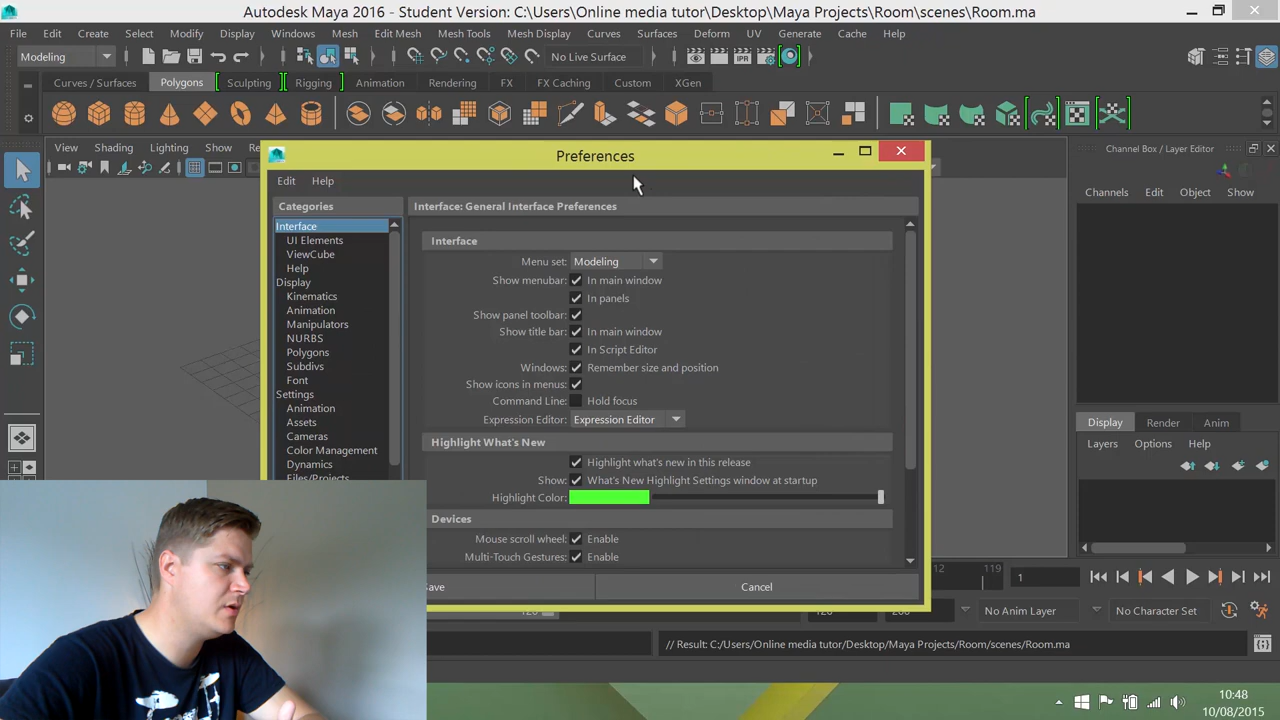 Autodesk Maya 2016 - Student Version: C:\Users\Online media tutor\Desktop\Maya Projects\Room\scenes\Room.ma
File Edit Create Select Modify Display Windows Mesh Edit Mesh Mesh Tools Mesh Display Curves Surfaces Deform UV Generate Cache Help
Modeling No Live Surface
Curves / Surfaces Polygons Sculpting Rigging Animation Rendering FX FX Caching Custom XGen
View Shading Lighting Show
Channel Box / Layer Editor
Preferences
Edit Help
Channels Edit Object Show
Categories
Interface
UI Elements
ViewCube
Help
Display
Kinematics
Animation
Manipulators
NURBS
Polygons
Subdivs
Font
Settings
Animation
Assets
Cameras
Color Management
Dynamics
Files/Projects
Interface: General Interface Preferences
Interface
Menu set: Modeling
Show menubar: In main window
In panels
Show panel toolbar:
Show title bar: In main window
In Script Editor
Windows: Remember size and position
Show icons in menus:
Command Line: Hold focus
Expression Editor: Expression Editor
Highlight What's New
Highlight what's new in this release
Show: What's New Highlight Settings window at startup
Highlight Color:
Devices
Mouse scroll wheel: Enable
Multi-Touch Gestures: Enable
Save Cancel
Display Render Anim
Layers Options Help
12 119 1
120 120 200 No Anim Layer No Character Set
// Result: C:/Users/Online media tutor/Desktop/Maya Projects/Room/scenes/Room.ma
10:48
10/08/2015